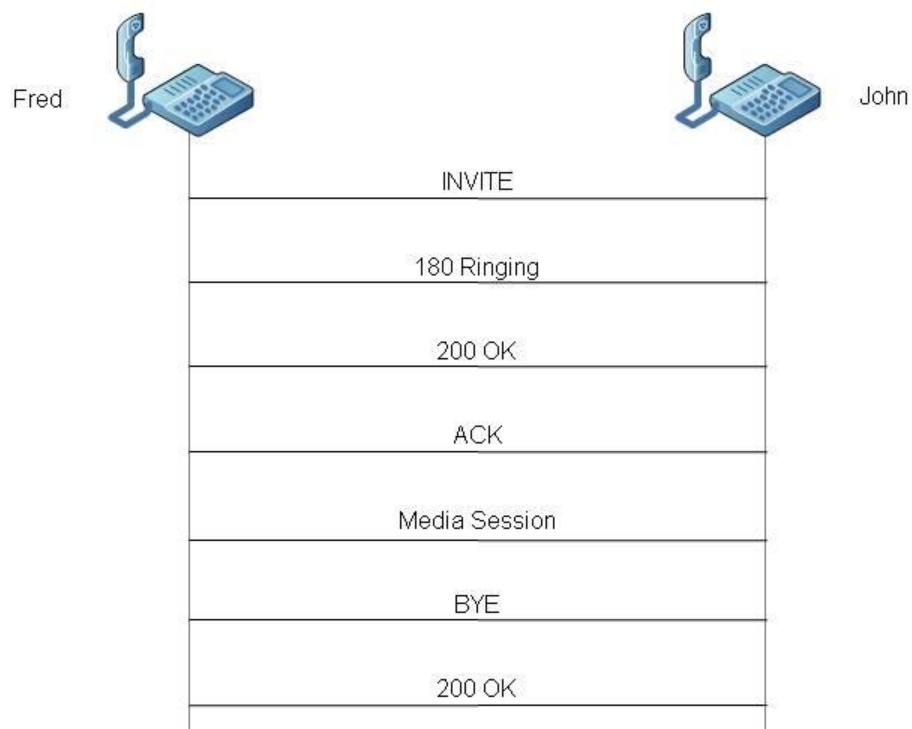 Fred
John
INVITE
180 Ringing
200 OK
ACK
Media Session
BYE
200 OK